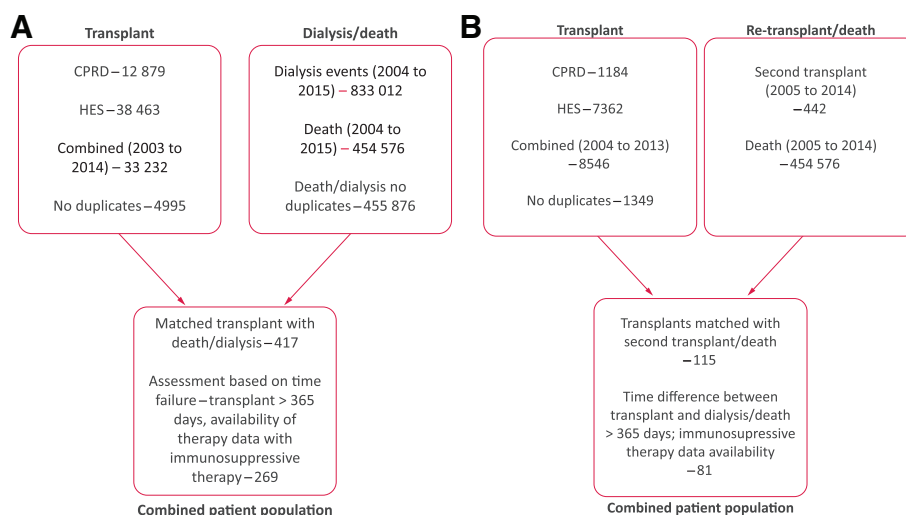 A
Transplant
CPRD – 12 879
HES – 38 463
Combined (2003 to
2014) – 33 232
No duplicates – 4995
Dialysis/death
Dialysis events (2004 to
2015) – 833 012
Death (2004 to
2015) – 454 576
Death/dialysis no
duplicates – 455 876
Matched transplant with
death/dialysis – 417
Assessment based on time
failure – transplant > 365
days, availability of
therapy data with
immunosuppressive
therapy – 269
Combined patient population
B
Transplant
CPRD – 1184
HES – 7362
Combined (2004 to 2013)
– 8546
No duplicates – 1349
Re-transplant/death
Second transplant
(2005 to 2014)
– 442
Death (2005 to 2014)
– 454 576
Transplants matched with
second transplant/death
– 115
Time difference between
transplant and dialysis/death
> 365 days; immunosupressive
therapy data availability
– 81
Combined patient population